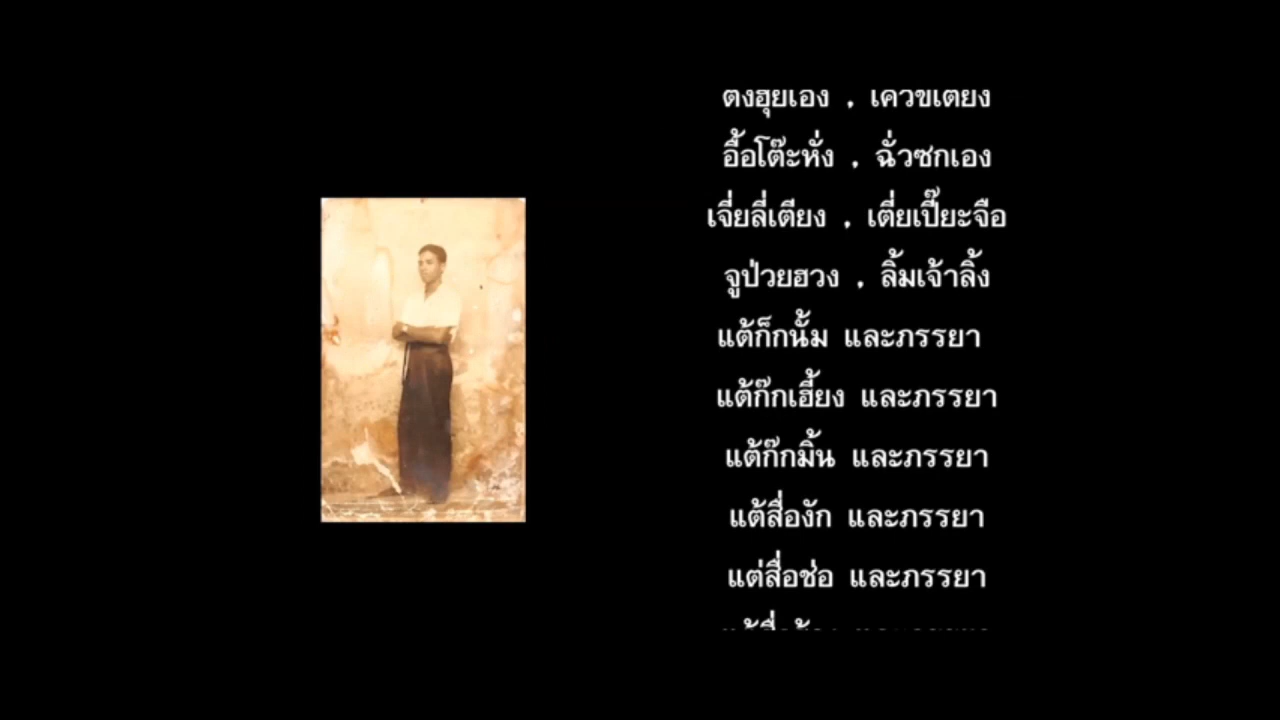 ตงฮุยเอง , เควขเตยง
อื้อโต๊ะหั่ง , ฉั่วซกเอง
เจี่ยลี่เตียง , เตี่ยเปี๊ยะจือ
จูป่วยฮวง , ลิ้มเจ้าลิ้ง
แต้ก็กนั้ม และภรรยา
แต้ก๊กเฮี้ยง และภรรยา
แต้ก๊กมิ้น และภรรยา
แต้สื่องัก และภรรยา
แต่สื่อช่อ และภรรยา